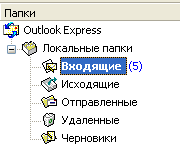 Папки
Outlook Express
Локальные папки
Входящие (5)
Исходящие
Отправленные
Удаленные
Черновики